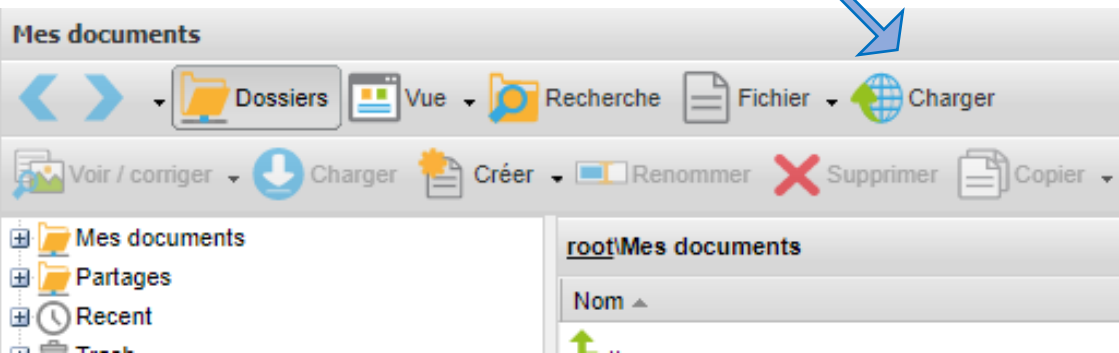 Mes documents
Dossiers Vue Recherche Fichier Charger
Voir / corriger Charger Créer Renommer Supprimer Copier
Mes documents
root\Mes documents
Partages
Nom
Recent
Trash
..